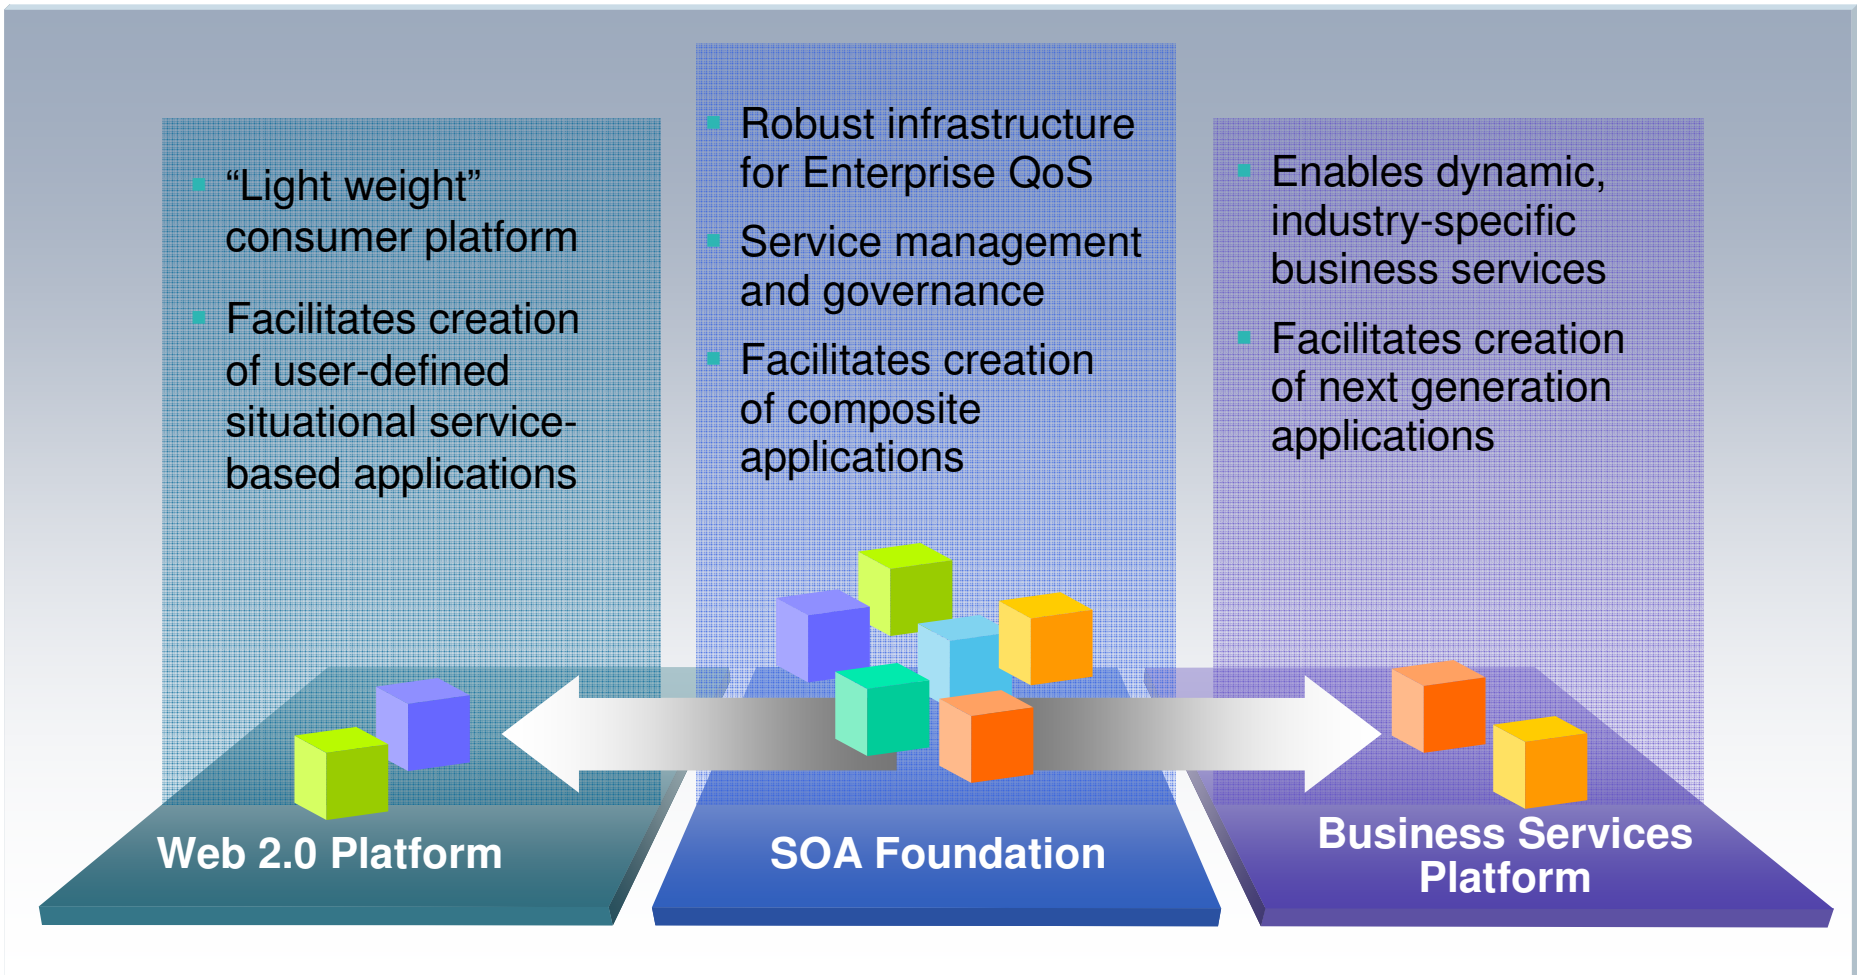 “Light weight”
consumer platform
Facilitates creation
of user-defined
situational service-
based applications
Web 2.0 Platform
Robust infrastructure
for Enterprise QoS
Service management
and governance
Facilitates creation
of composite
applications
SOA Foundation
Enables dynamic,
industry-specific
business services
Facilitates creation
of next generation
applications
Business Services
Platform